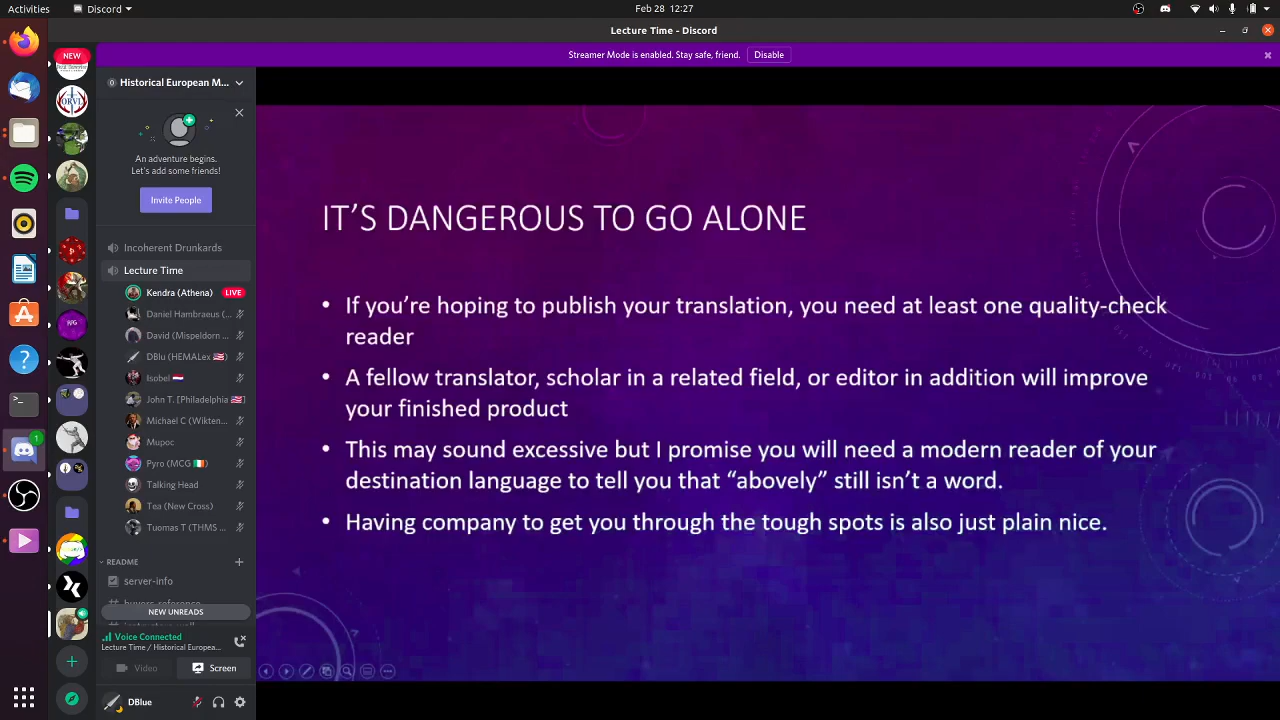 Activities
Discord
Feb 28 12:27
Lecture Time - Discord
Streamer Mode is enabled. Stay safe, friend.
Disable
NEW
ORVL
Historical European M...
An adventure begins.
Let's add some friends!
Invite People
Incoherent Drunkards
Lecture Time
Kendra (Athena)
LIVE
Daniel Hambraeus (...
David (Mispeldorn ...
DBlu (HEMALex
Isobel
John T. [Philadelphia
Michael C (Wikten...
Mupoc
Pyro (MCG
Talking Head
Tea (New Cross)
Tuomas T (THMS ...
README
server-info
NEW UNREADS
Voice Connected
Lecture Time / Historical Europea...
Video
Screen
DBlue
1
IT'S DANGEROUS TO GO ALONE
• If you're hoping to publish your translation, you need at least one quality-check
reader
• A fellow translator, scholar in a related field, or editor in addition will improve
your finished product
• This may sound excessive but I promise you will need a modern reader of your
destination language to tell you that “abovely” still isn't a word.
• Having company to get you through the tough spots is also just plain nice.